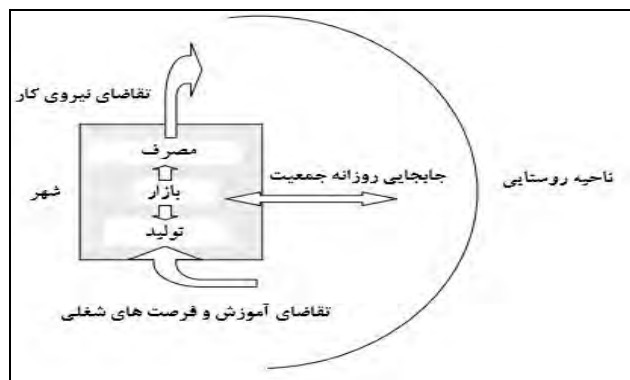 تقاضای نیروی کار
مصرف
جابجایی روزانه جمعیت
ناحیه روستایی
شهر
بازار
تولید
تقاضای آموزش و فرصت های شغلی